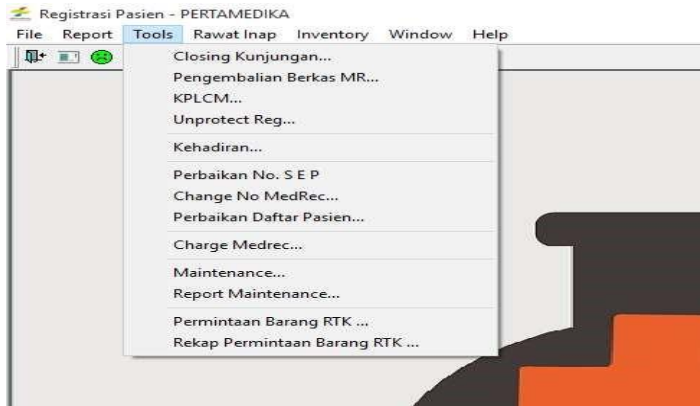 Registrasi Pasien - PERTAMEDIKA
File Report Tools Rawat Inap Inventory Window Help
Closing Kunjungan...
Pengembalian Berkas MR...
KPLCM...
Unprotect Reg...
Kehadiran...
Perbaikan No. S E P
Change No MedRec...
Perbaikan Daftar Pasien...
Charge Medrec...
Maintenance...
Report Maintenance...
Permintaan Barang RTK ...
Rekap Permintaan Barang RTK ...